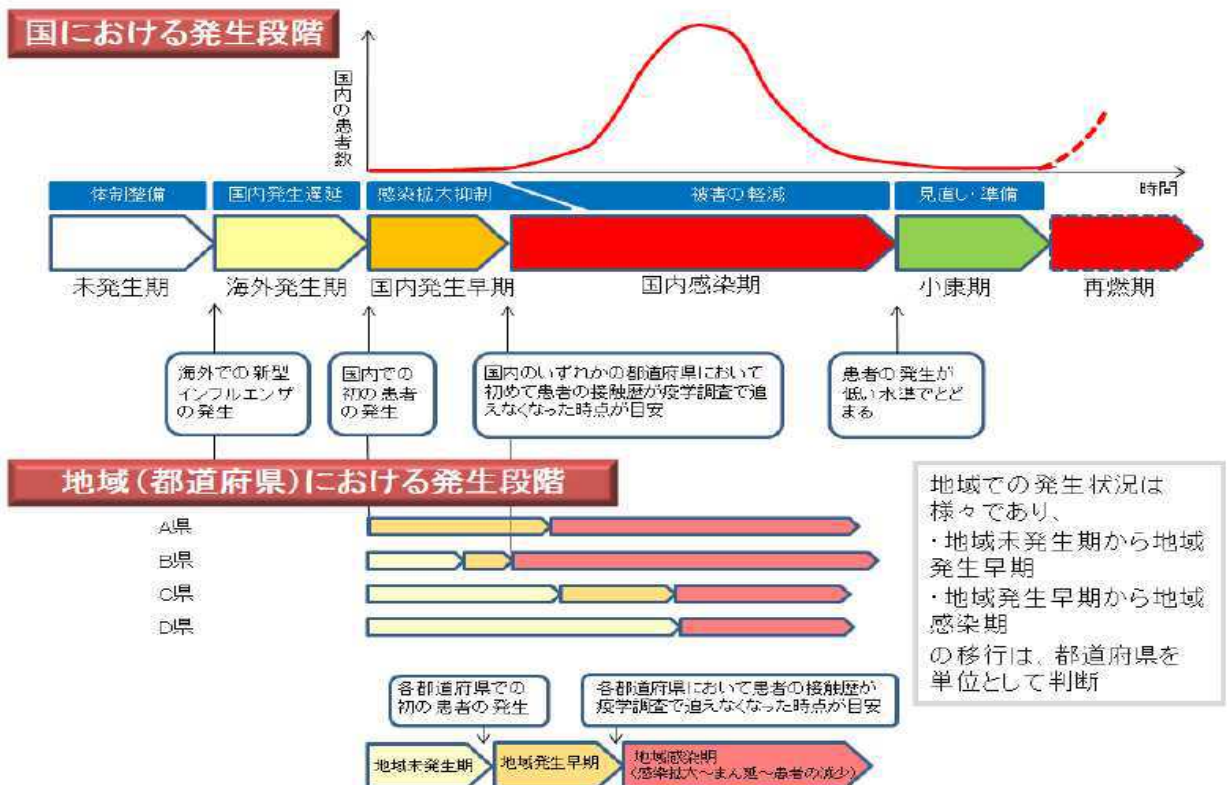 国における発生段階
国内の患者数
時間
体制整備
国内発生遅延
感染拡大抑制
被害の軽減
見直し・準備
未発生期
海外発生期
国内発生早期
国内感染期
小康期
再燃期
海外での新型
インフルエンザ
の発生
国内での
初の患者
の発生
国内のいずれかの都道府県において
初めて患者の接触歴が疫学調査で追
えなくなった時点が目安
患者の発生が
低い水準でとど
まる
地域(都道府県)における発生段階
A県
B県
C県
D県
地域での発生状況は
様々であり、
・地域未発生期から地域
発生早期
・地域発生早期から地域
感染期
の移行は、都道府県を
単位として判断
各都道府県での
初の患者の発生
各都道府県において患者の接触歴が
疫学調査で追えなくなった時点が目安
地域未発生期
地域発生早期
地域感染期
(感染拡大~まん延~患者の減少)